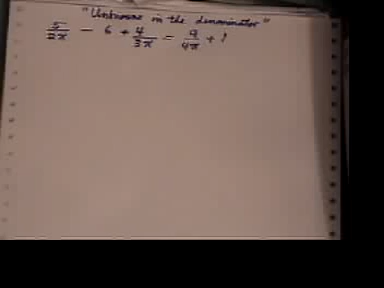 "Unknowns in the denominator"
5/2x - 6 + 4/3x = 9/4x + 1